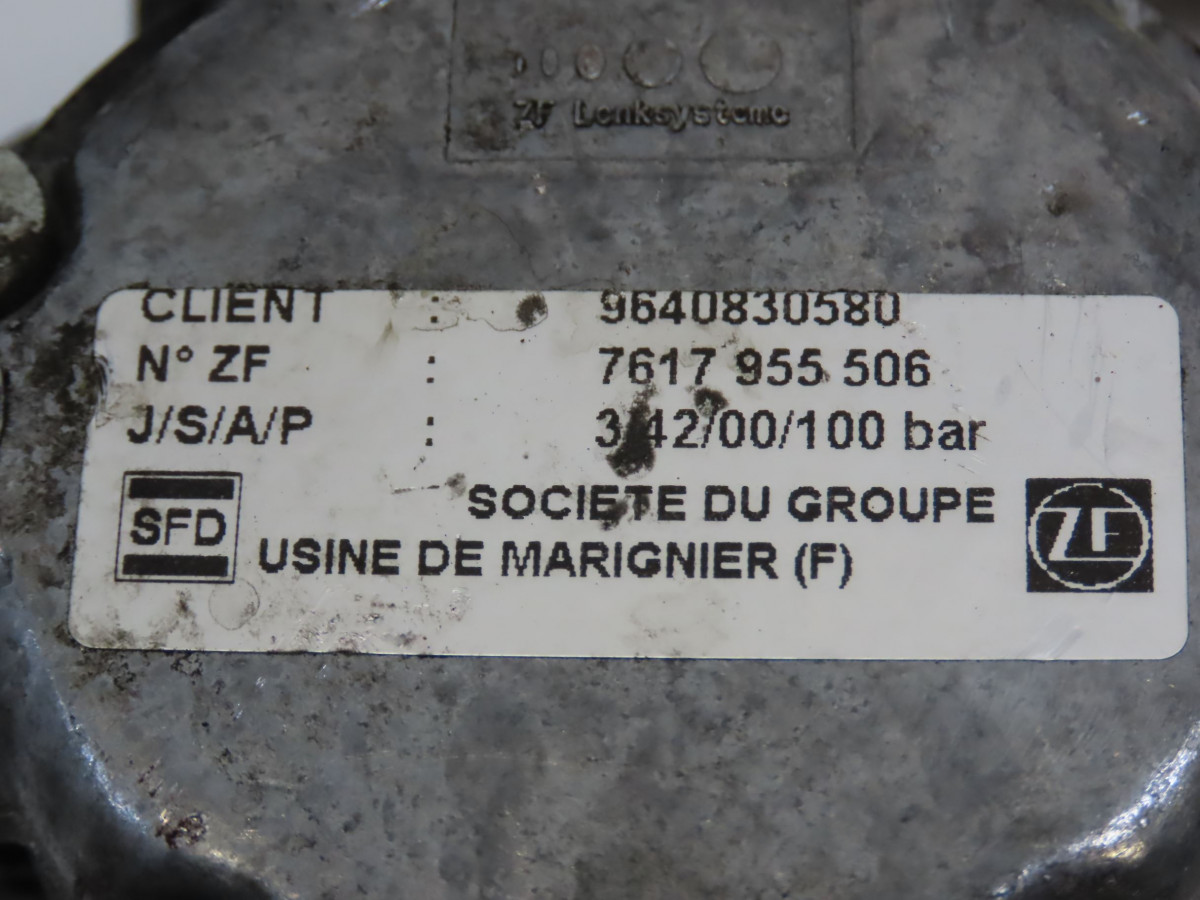 ZF Lenksysteme
CLIENT : 9640830580
N° ZF : 7617 955 506
J/S/A/P : 3/42/00/100 bar
SFD
SOCIETE DU GROUPE
ZF
USINE DE MARIGNIER (F)